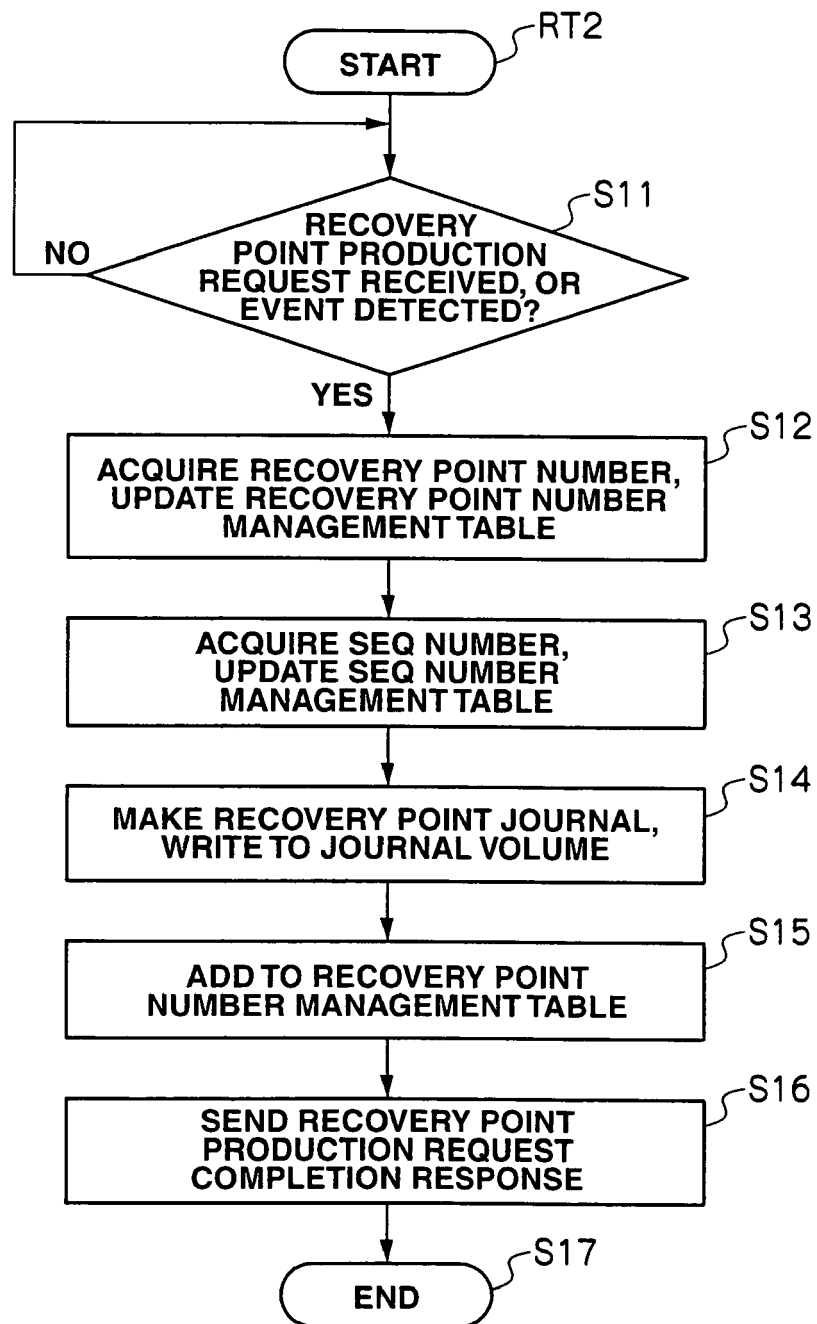 RT2
START
S11
RECOVERY
POINT PRODUCTION
REQUEST RECEIVED, OR
EVENT DETECTED?
NO
YES
S12
ACQUIRE RECOVERY POINT NUMBER,
UPDATE RECOVERY POINT NUMBER
MANAGEMENT TABLE
S13
ACQUIRE SEQ NUMBER,
UPDATE SEQ NUMBER
MANAGEMENT TABLE
S14
MAKE RECOVERY POINT JOURNAL,
WRITE TO JOURNAL VOLUME
S15
ADD TO RECOVERY POINT
NUMBER MANAGEMENT TABLE
S16
SEND RECOVERY POINT
PRODUCTION REQUEST
COMPLETION RESPONSE
S17
END